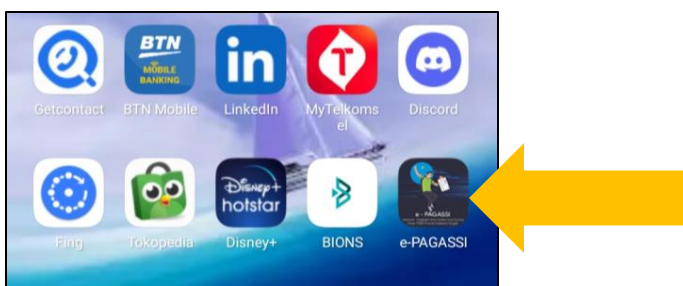 BTN
MOBILE
BANKING
in
Getcontact
BTN Mobile
LinkedIn
MyTelkoms
el
Discord
Disney+
hotstar
e - PAGASSI
Fing
Tokopedia
Disney+
BIONS
e-PAGASSI